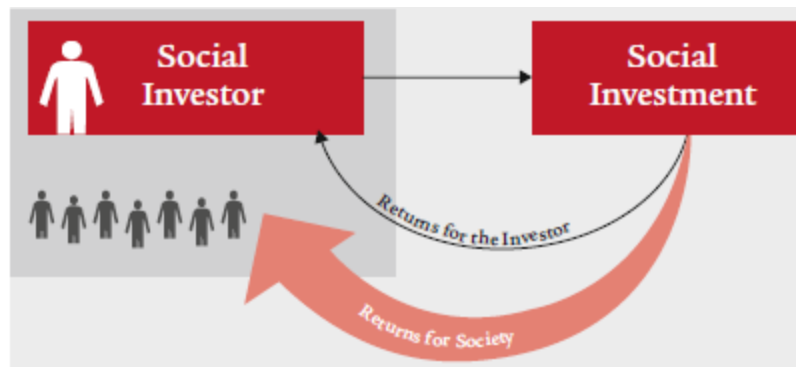 Social
Investor
Social
Investment
Returns for the Investor
Returns for Society